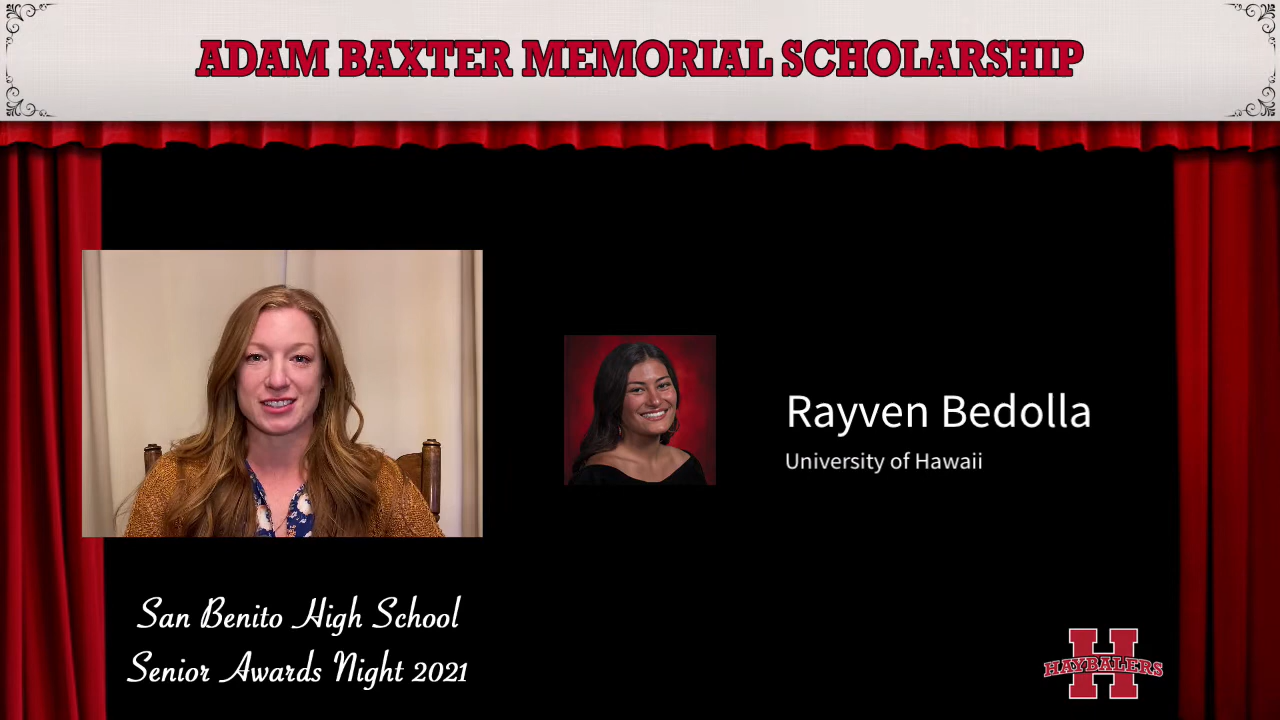 ADAM BAXTER MEMORIAL SCHOLARSHIP
Rayven Bedolla
University of Hawaii
San Benito High School
Senior Awards Night 2021
H
HAYBALERS